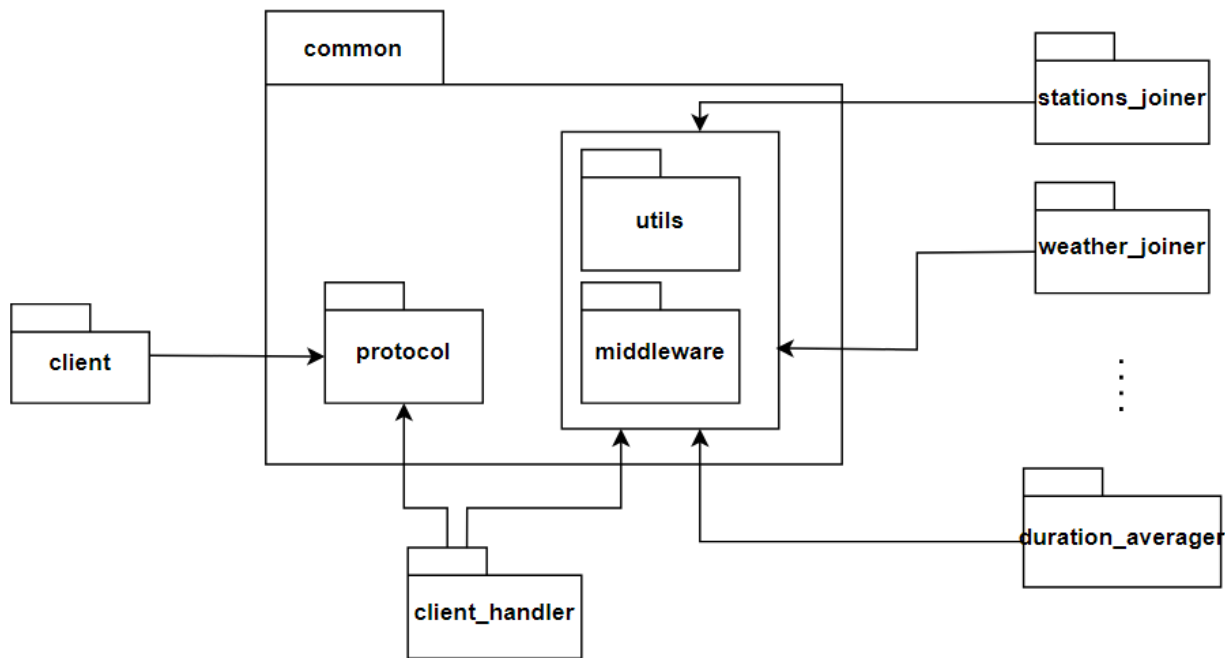 common
stations_joiner
utils
weather_joiner
client
protocol
middleware
duration_averager
client_handler